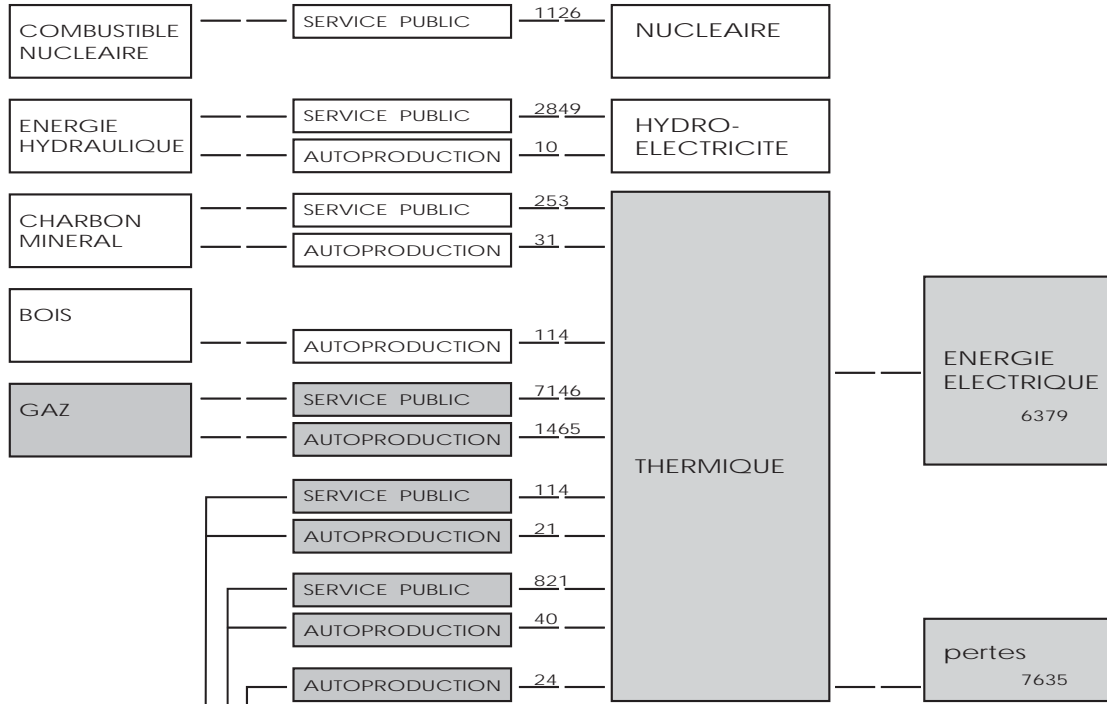 COMBUSTIBLE
NUCLEAIRE
SERVICE PUBLIC
1126
NUCLEAIRE
ENERGIE
HYDRAULIQUE
SERVICE PUBLIC
2849
AUTOPRODUCTION
10
HYDRO-
ELECTRICITE
CHARBON
MINERAL
SERVICE PUBLIC
253
AUTOPRODUCTION
31
BOIS
AUTOPRODUCTION
114
GAZ
SERVICE PUBLIC
7146
AUTOPRODUCTION
1465
SERVICE PUBLIC
114
AUTOPRODUCTION
21
SERVICE PUBLIC
821
AUTOPRODUCTION
40
AUTOPRODUCTION
24
THERMIQUE
ENERGIE
ELECTRIQUE
6379
pertes
7635